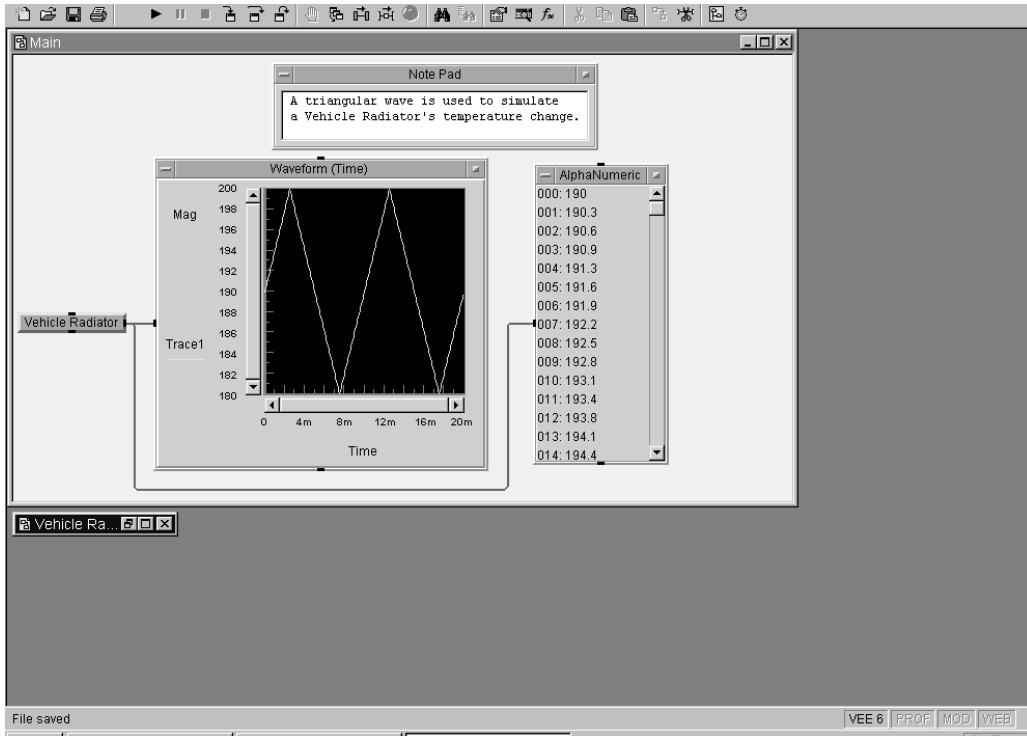 Main
Note Pad
A triangular wave is used to simulate
a Vehicle Radiator's temperature change.
Waveform (Time)
Mag
Trace1
200
198
196
194
192
190
188
186
184
182
180
0 4m 8m 12m 16m 20m
Time
Vehicle Radiator
AlphaNumeric
000: 190
001: 190.3
002: 190.6
003: 190.9
004: 191.3
005: 191.6
006: 191.9
007: 192.2
008: 192.5
009: 192.8
010: 193.1
011: 193.4
012: 193.8
013: 194.1
014: 194.4
Vehicle Ra...
File saved
VEE 6 PROF MOD WEB